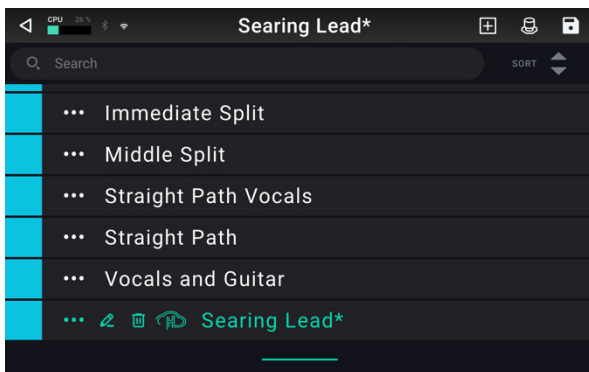 CPU 26 % Searing Lead*
Search SORT
••• Immediate Split
••• Middle Split
••• Straight Path Vocals
••• Straight Path
••• Vocals and Guitar
••• HD Searing Lead*